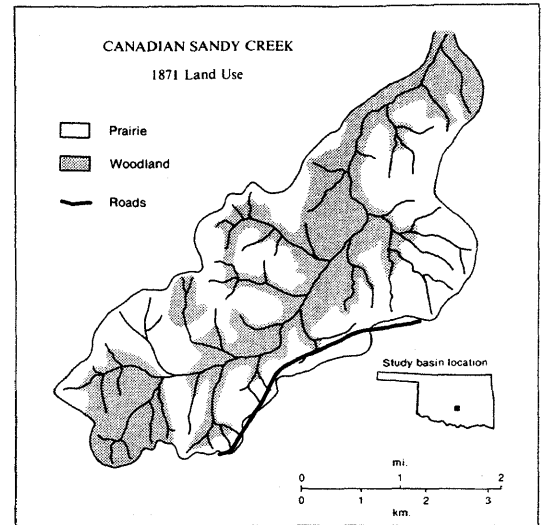 CANADIAN SANDY CREEK
1871 Land Use
Prairie
Woodland
Roads
Study basin location
mi.
0 1 2
0 1 2 3
km.